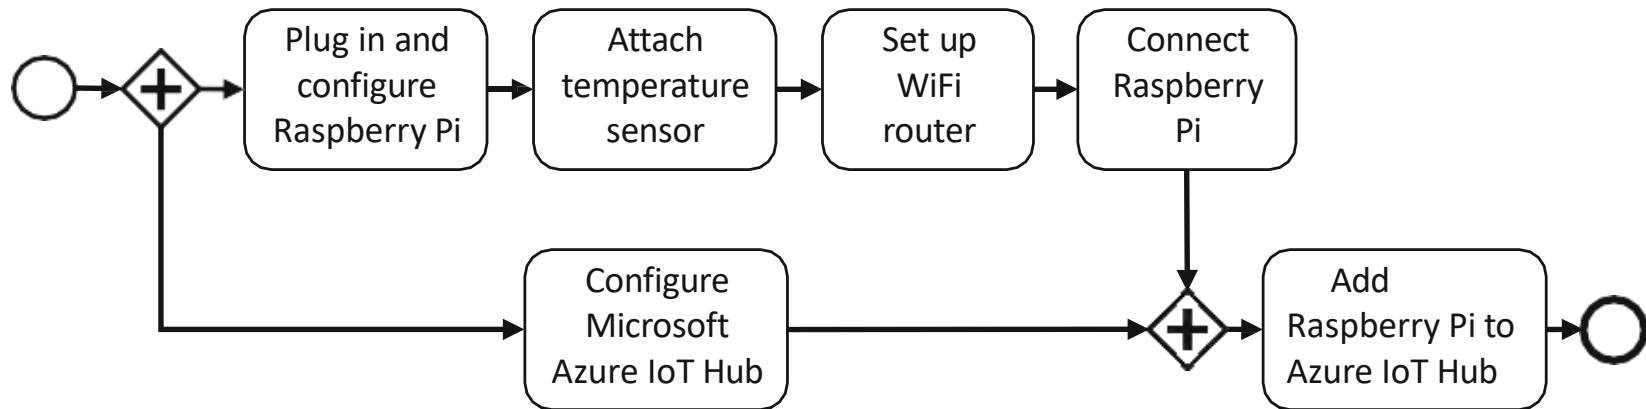 Plug in and
configure
Raspberry Pi
Attach
temperature
sensor
Set up
WiFi
router
Connect
Raspberry
Pi
Configure
Microsoft
Azure IoT Hub
Add
Raspberry Pi to
Azure IoT Hub